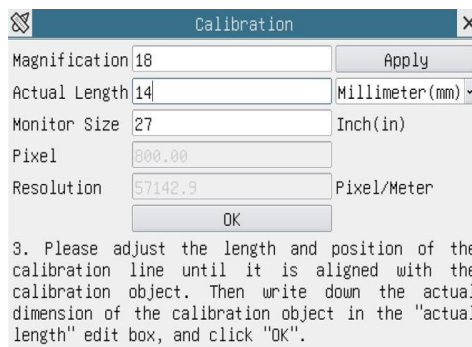 Calibration
Magnification 18 Apply
Actual Length 14 Millimeter(mm)
Monitor Size 27 Inch(in)
Pixel 800.00
Resolution 57142.9 Pixel/Meter
OK
3. Please adjust the length and position of the
calibration line until it is aligned with the
calibration object. Then write down the actual
dimension of the calibration object in the "actual
length" edit box, and click "OK".